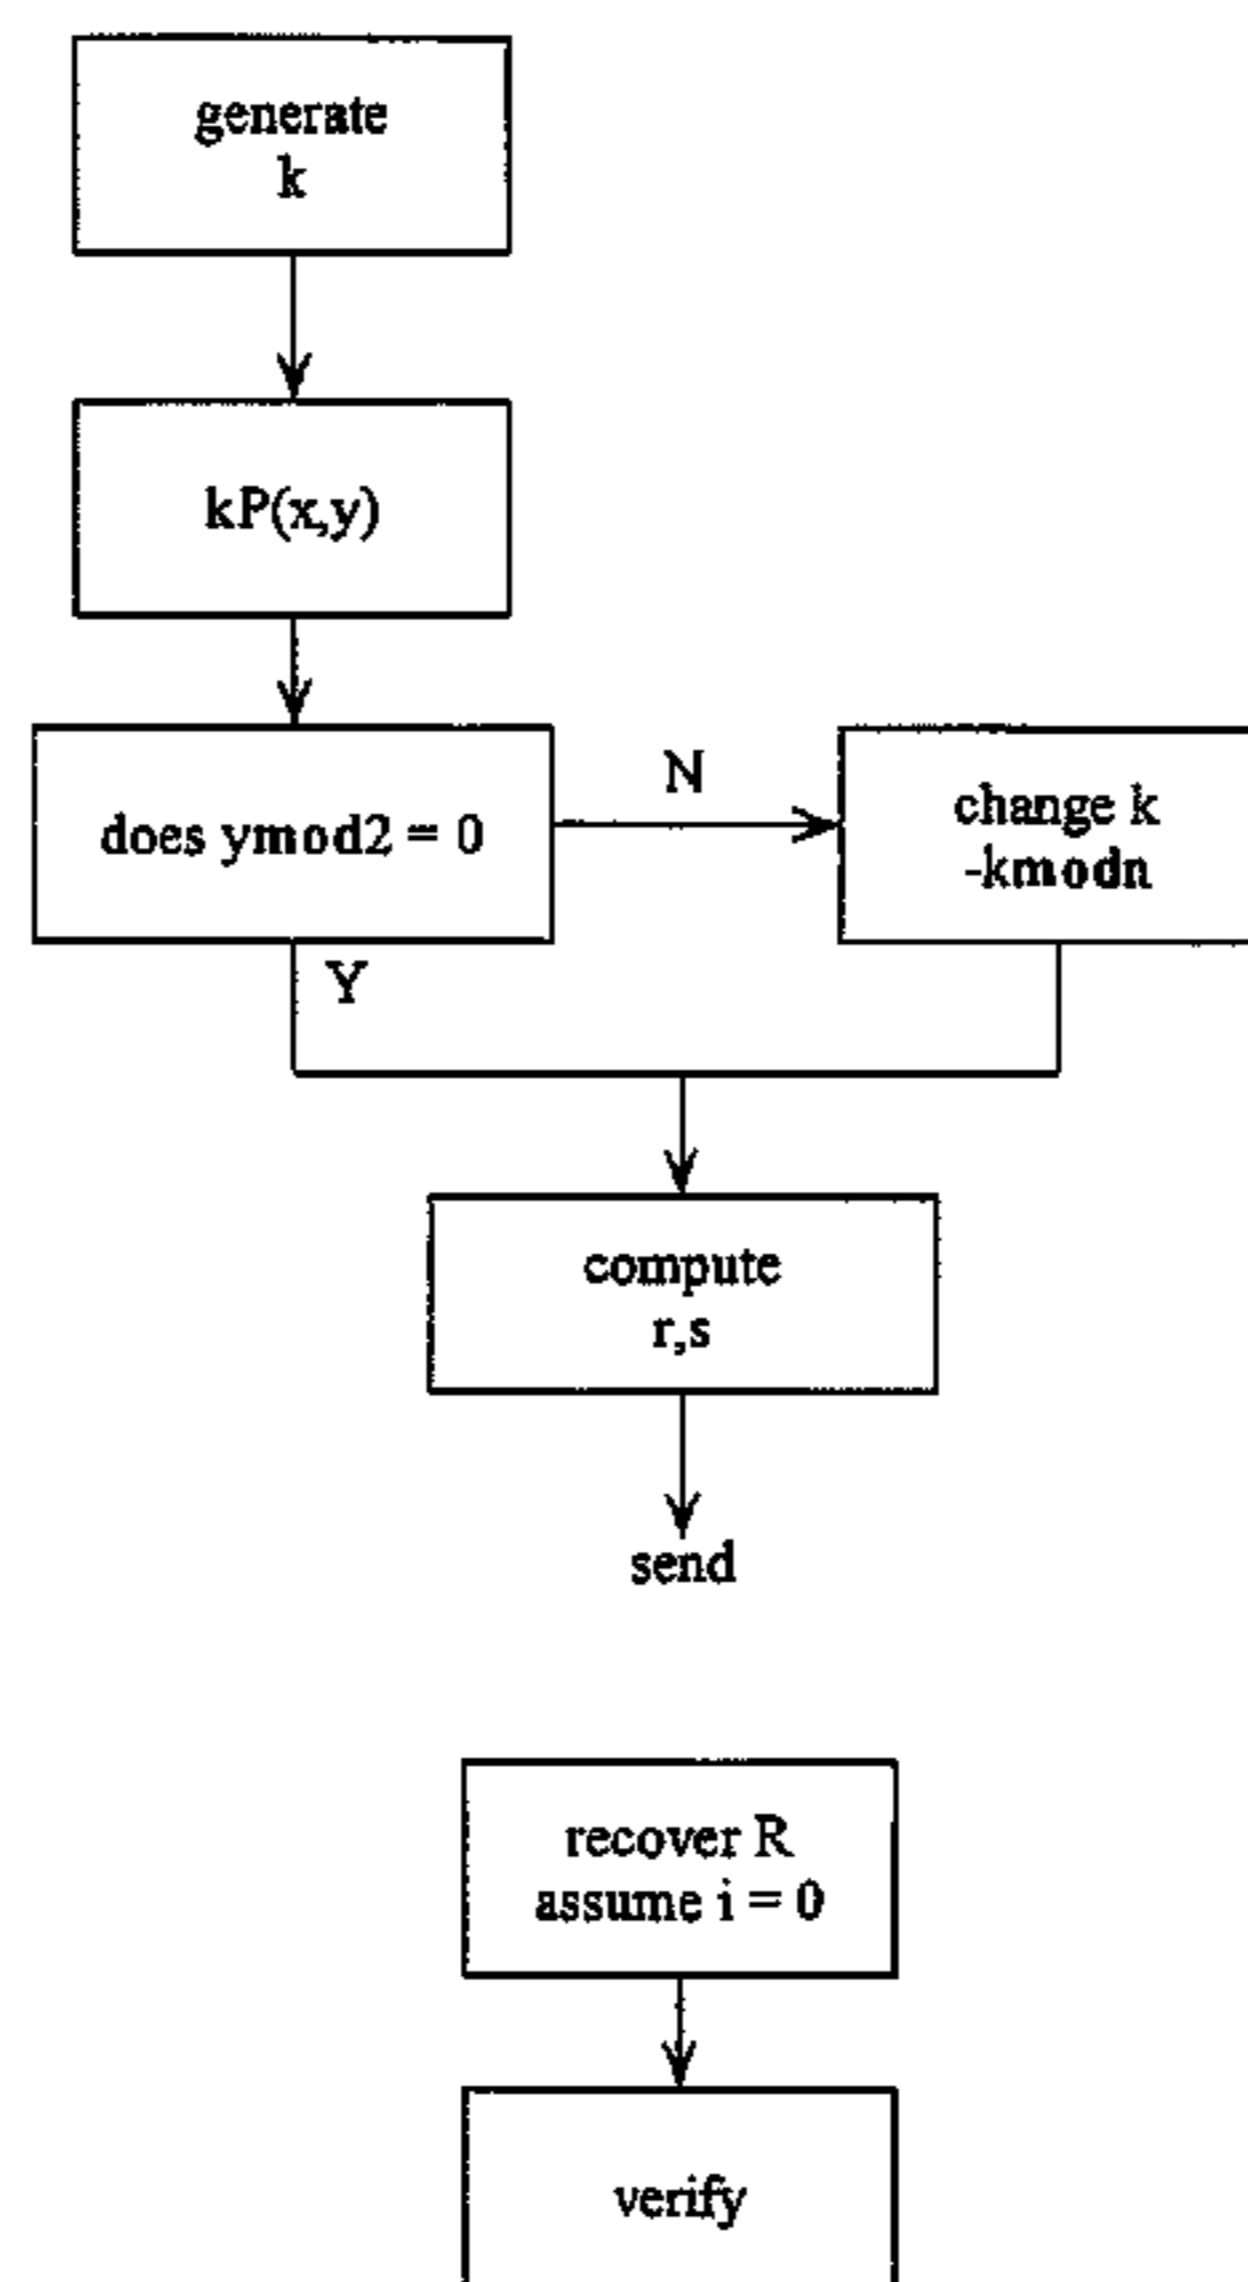 generate
k
kP(x,y)
does ymod2 = 0
N
change k
-kmodn
Y
compute
r,s
send
recover R
assume i = 0
verify